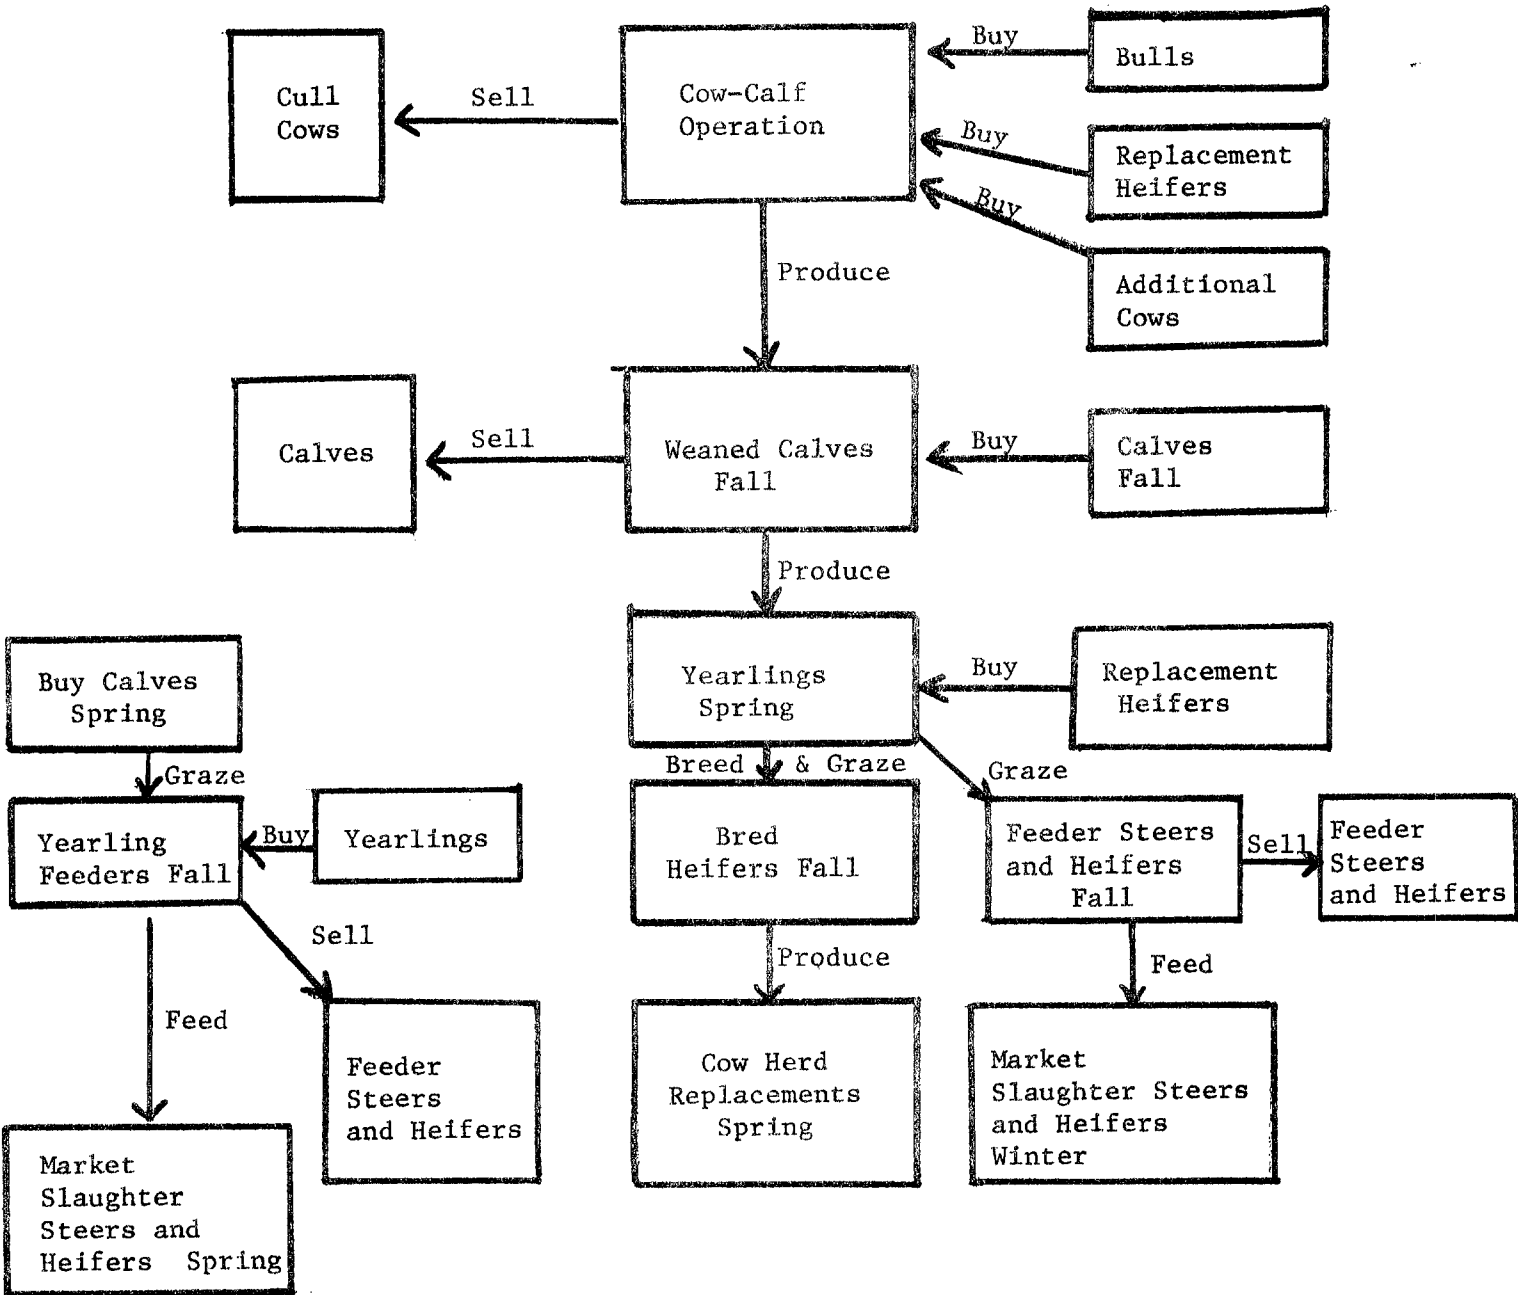 Buy
Bulls
Cull
Cows
Sell
Cow-Calf
Operation
Buy
Replacement
Heifers
Buy
Additional
Cows
Produce
Calves
Sell
Weaned Calves
Fall
Buy
Calves
Fall
Produce
Buy Calves
Spring
Yearlings
Spring
Buy
Replacement
Heifers
Graze
Breed & Graze
Graze
Yearling
Feeders Fall
Buy
Yearlings
Bred
Heifers Fall
Feeder Steers
and Heifers
Fall
Sell
Feeder
Steers
and Heifers
Sell
Produce
Feed
Feed
Feeder
Steers
and Heifers
Cow Herd
Replacements
Spring
Market
Slaughter Steers
and Heifers
Winter
Market
Slaughter
Steers and
Heifers Spring